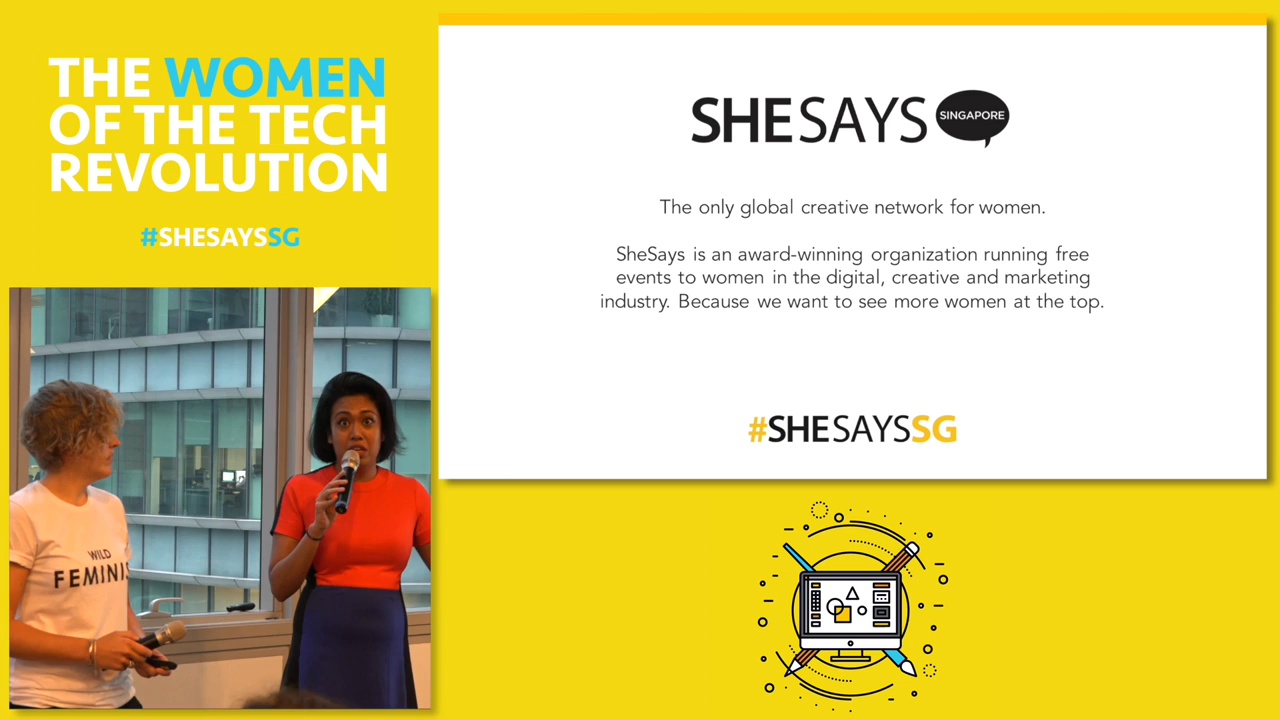 THE WOMEN
OF THE TECH
REVOLUTION
#SHESAYSSG
WILD
FEMINIS
SHESAYS SINGAPORE
The only global creative network for women.
SheSays is an award-winning organization running free
events to women in the digital, creative and marketing
industry. Because we want to see more women at the top.
#SHESAYSSG